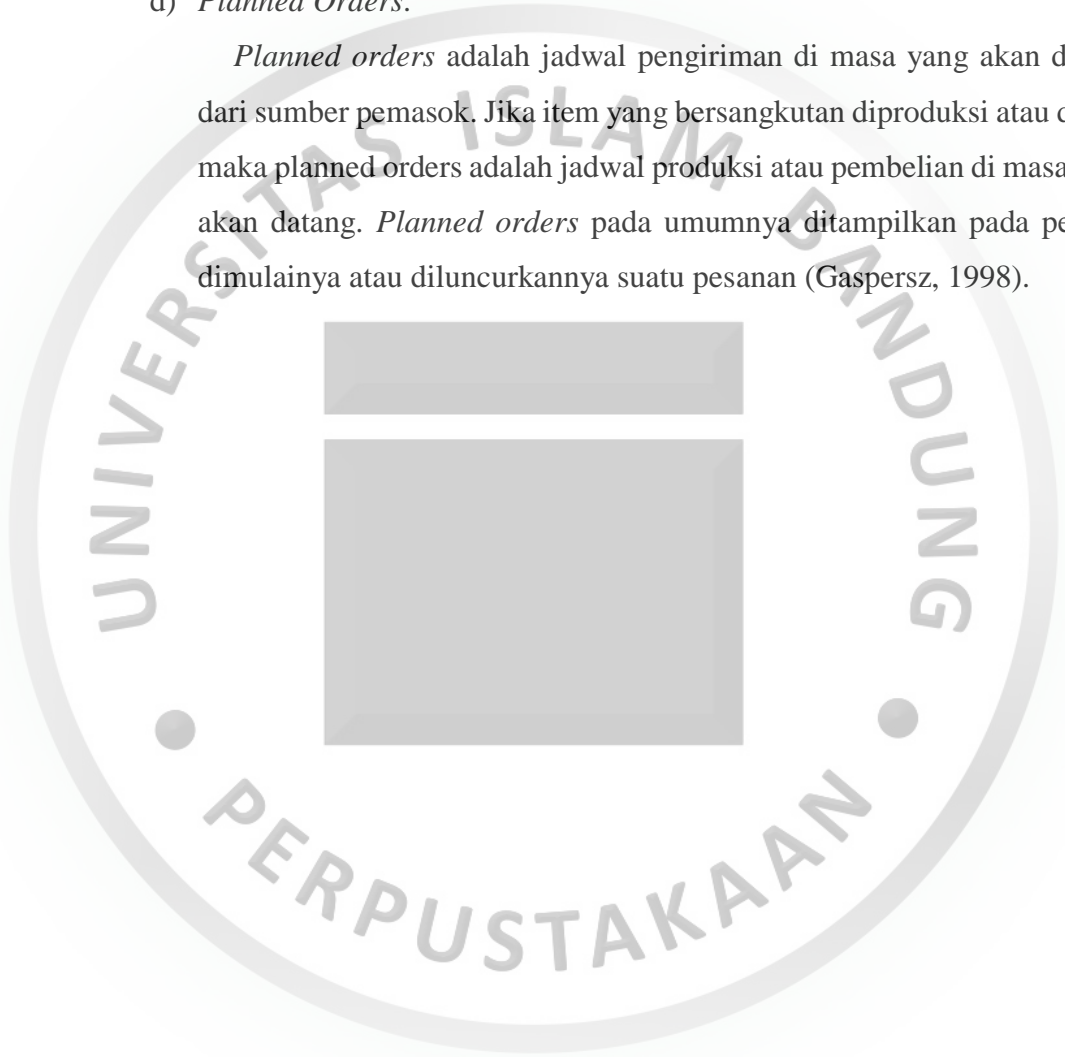 d) Planned Orders.
Planned orders adalah jadwal pengiriman di masa yang akan d
dari sumber pemasok. Jika item yang bersangkutan diproduksi atau
maka planned orders adalah jadwal produksi atau pembelian di masa
akan datang. Planned orders pada umumnya ditampilkan pada pe
dimulainya atau diluncurkannya suatu pesanan (Gaspersz, 1998).
UNIVERSITAS ISLAM BANDUNG
PERPUSTAKAAN